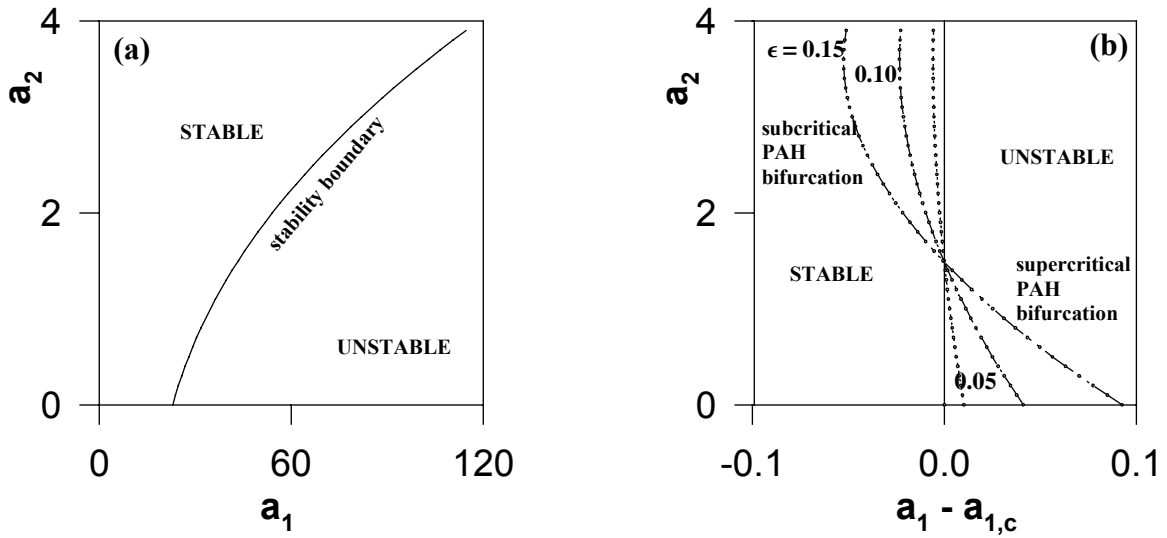 (a)
4
2
0
a2
STABLE
stability boundary
UNSTABLE
0
60
120
a1
(b)
4
2
0
a2
ϵ = 0.15
0.10
0.05
subcritical
PAH
bifurcation
UNSTABLE
STABLE
supercritical
PAH
bifurcation
-0.1
0.0
0.1
a1 - a1,c